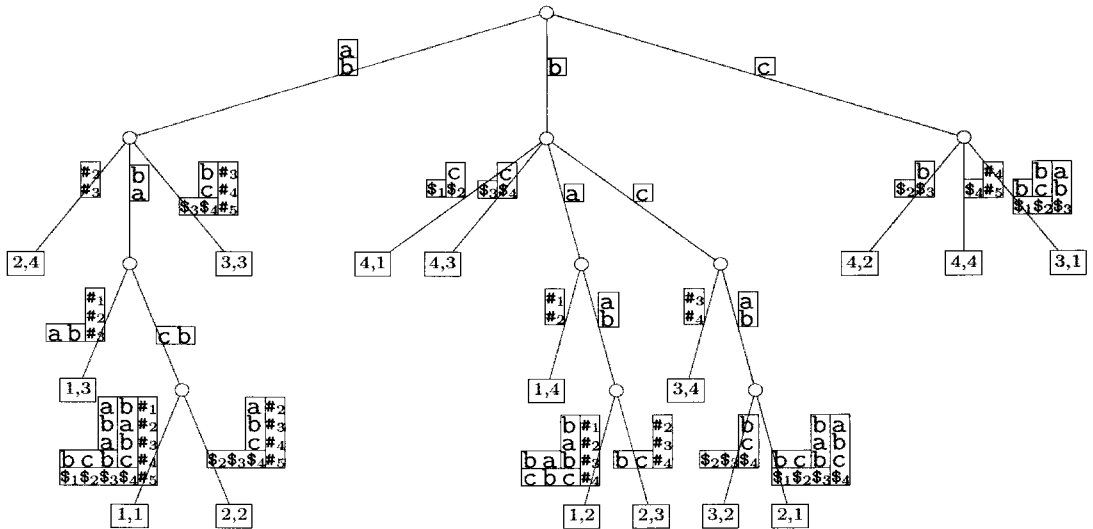 a
b
b
c
#₂
#₃
b
a
b #₃
c #₄
$₃ $₄ #₅
c
$₁ $₂
c
$₃ $₄
a
c
b
$₂ $₃
#₄
$₄ #₅
b a
b c b
$₁ $₂ $₃
2,4
3,3
4,1
4,3
4,2
4,4
3,1
#₁
#₂
a b #₃
c b
#₁
#₂
a
b
#₃
#₄
a
b
1,3
1,4
3,4
a b #₁
b a #₂
a b #₃
b c b c #₄
$₁ $₂ $₃ $₄ #₅
a #₂
b #₃
c #₄
$₂ $₃ $₄ #₅
b #₁
a #₂
b a b #₃
c b c #₄
#₂
#₃
b c #₄
b
c
$₂ $₃ $₄
b a
a b
b c b c
$₁ $₂ $₃ $₄
1,1
2,2
1,2
2,3
3,2
2,1